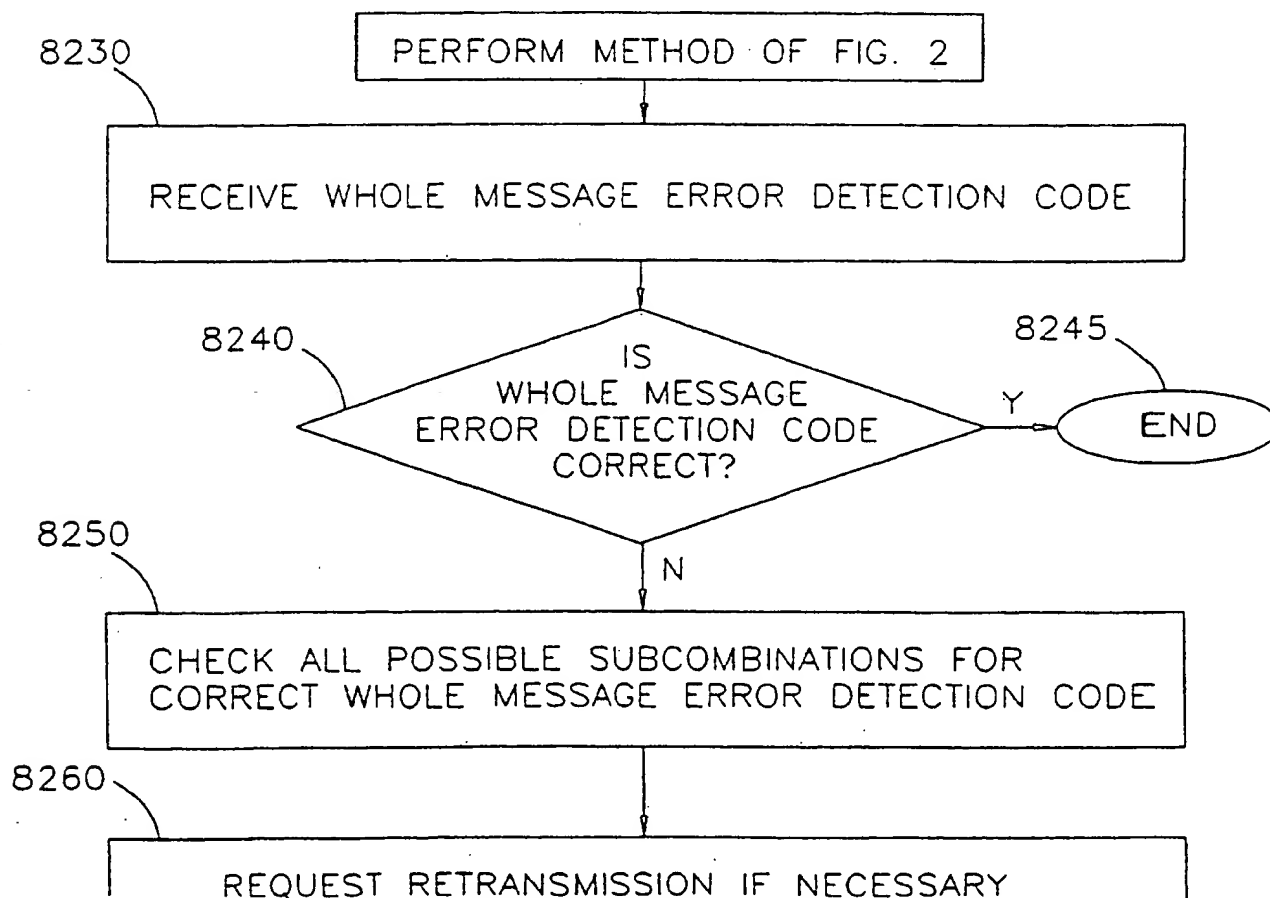 8230
PERFORM METHOD OF FIG. 2
RECEIVE WHOLE MESSAGE ERROR DETECTION CODE
8240
IS
WHOLE MESSAGE
ERROR DETECTION CODE
CORRECT?
Y
8245
END
N
8250
CHECK ALL POSSIBLE SUBCOMBINATIONS FOR
CORRECT WHOLE MESSAGE ERROR DETECTION CODE
8260
REQUEST RETRANSMISSION IF NECESSARY